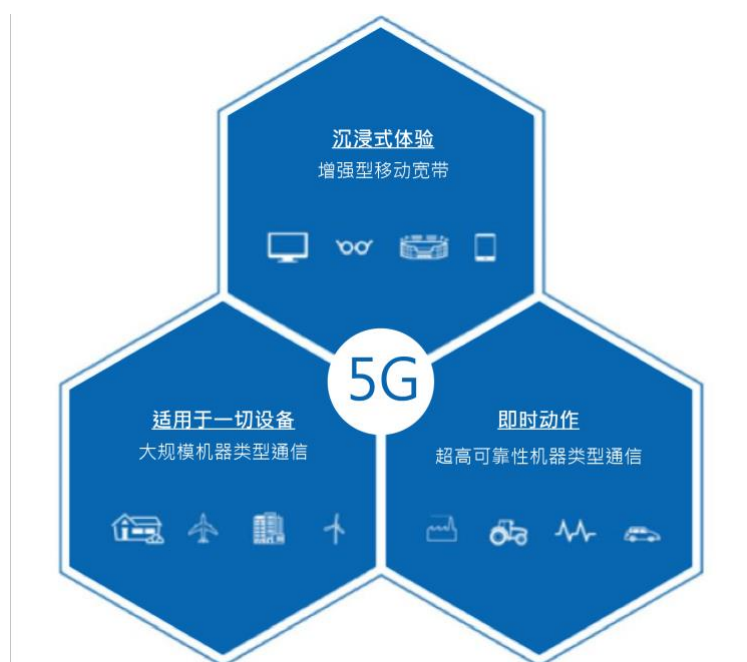 沉浸式体验
增强型移动宽带
5G
适用于一切设备
大规模机器类型通信
即时动作
超高可靠性机器类型通信